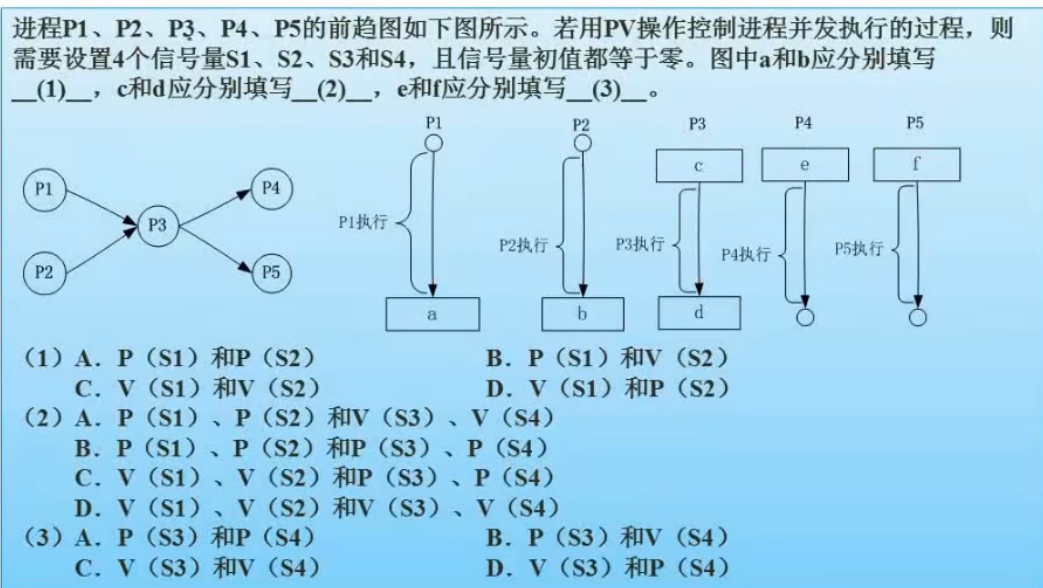 进程P1、P2、P3、P4、P5的前趋图如下图所示。若用PV操作控制进程并发执行的过程，则
需要设置4个信号量S1、S2、S3和S4，且信号量初值都等于零。图中a和b应分别填写
__(1)__，c和d应分别填写__(2)__，e和f应分别填写__(3)__。
P1 P2 P3 P4 P5
c e f
P1 P4
P3
P2 P5
P1执行 P2执行 P3执行 P4执行 P5执行
a b d
（1）A．P（S1）和P（S2） B．P（S1）和V（S2）
C．V（S1）和V（S2） D．V（S1）和P（S2）
（2）A．P（S1）、P（S2）和V（S3）、V（S4）
B．P（S1）、P（S2）和P（S3）、P（S4）
C．V（S1）、V（S2）和P（S3）、P（S4）
D．V（S1）、V（S2）和V（S3）、V（S4）
（3）A．P（S3）和P（S4） B．P（S3）和V（S4）
C．V（S3）和V（S4） D．V（S3）和P（S4）